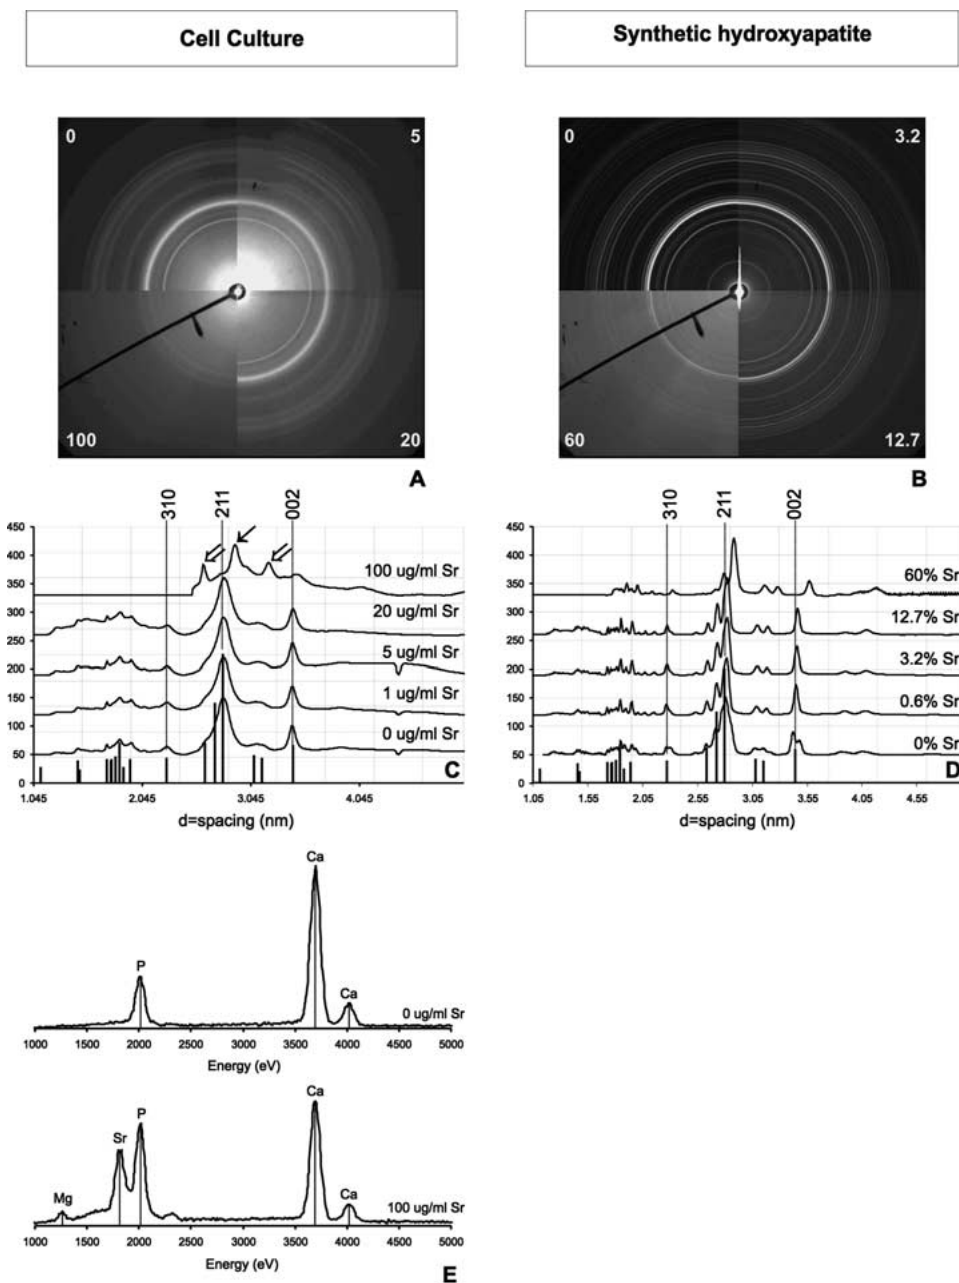 Cell Culture
Synthetic hydroxyapatite
0
5
100
20
A
0
3.2
60
12.7
B
310
211
002
450
400
350
300
250
200
150
100
50
0
100 ug/ml Sr
20 ug/ml Sr
5 ug/ml Sr
1 ug/ml Sr
0 ug/ml Sr
C
1.045 2.045 3.045 4.045
d=spacing (nm)
310
211
002
450
400
350
300
250
200
150
100
50
0
60% Sr
12.7% Sr
3.2% Sr
0.6% Sr
0% Sr
D
1.05 1.55 2.05 2.55 3.05 3.55 4.05 4.55
d=spacing (nm)
Ca
P
Ca
0 ug/ml Sr
1000 1500 2000 2500 3000 3500 4000 4500 5000
Energy (eV)
Ca
P
Sr
Mg
Ca
100 ug/ml Sr
1000 1500 2000 2500 3000 3500 4000 4500 5000
Energy (eV)
E